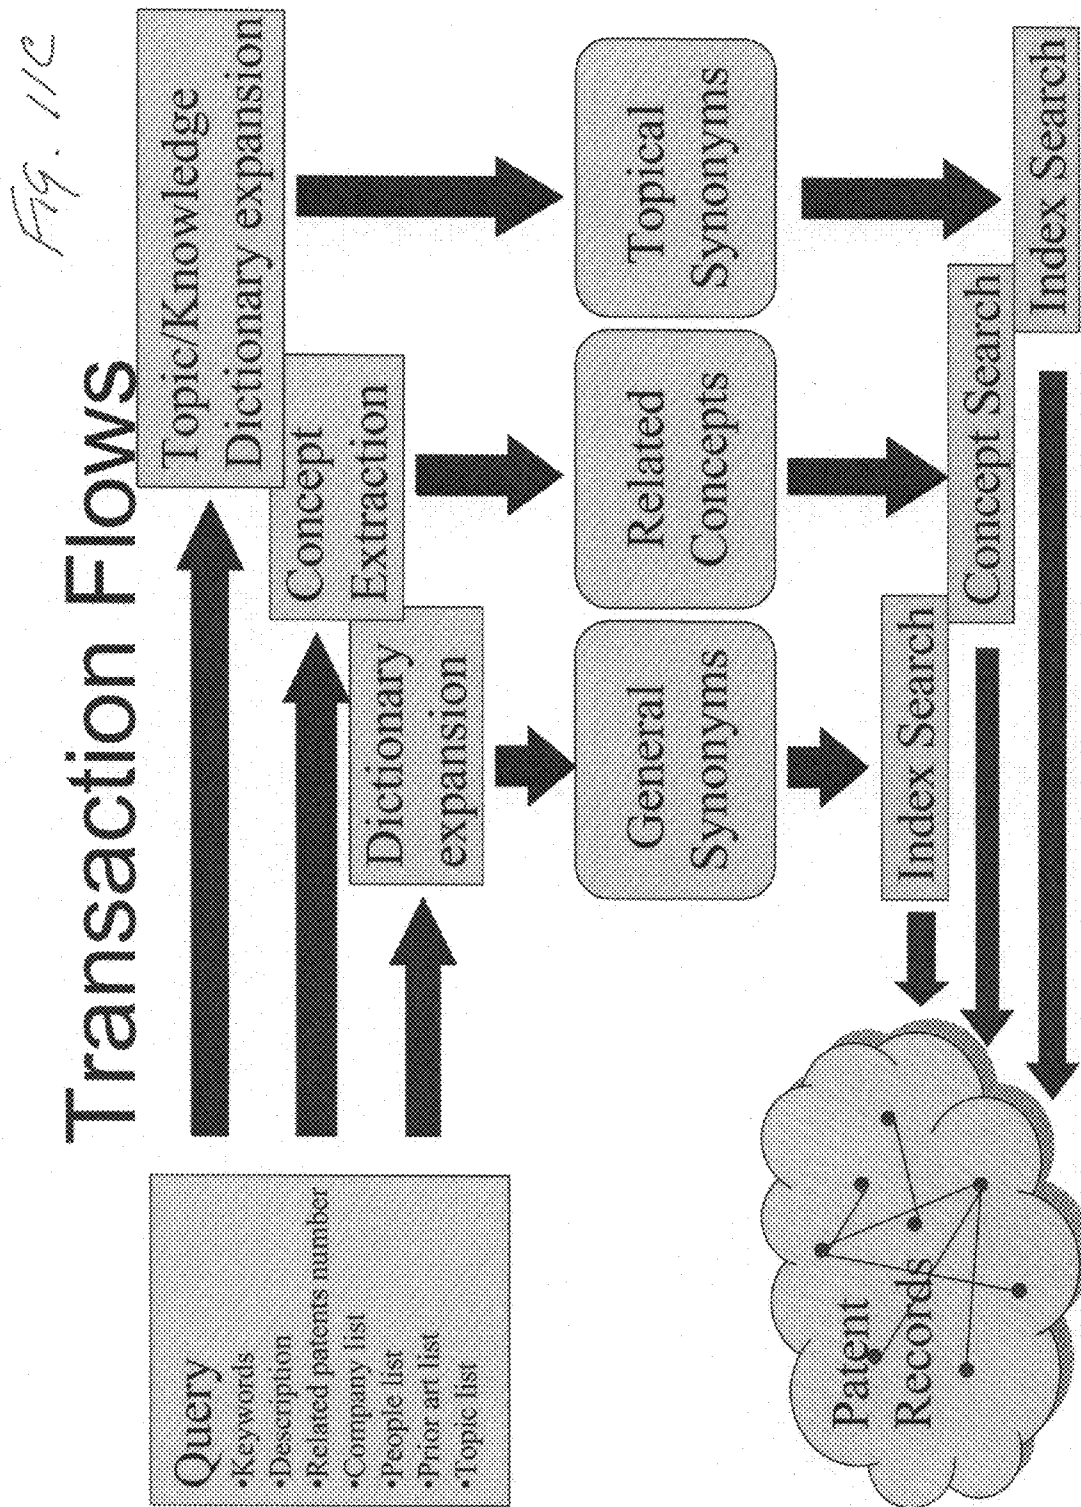 Fig. 11C
Transaction Flows
Query
•Keywords
•Description
•Related patents number
•Company list
•People list
•Prior art list
•Topic list
Topic/Knowledge
Dictionary expansion
Concept
Extraction
Dictionary
expansion
General
Synonyms
Related
Concepts
Topical
Synonyms
Index Search
Concept Search
Index Search
Patent
Records